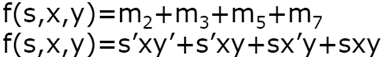 f(s,x,y)=m₂+m₃+m₅+m₇
f(s,x,y)=s′xy′+s′xy+sx′y+sxy